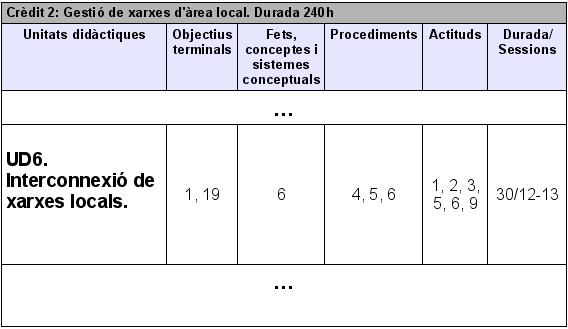 Crèdit 2: Gestió de xarxes d'àrea local. Durada 240h
Unitats didàctiques
Objectius
terminals
Fets,
conceptes i
sistemes
conceptuals
Procediments
Actituds
Durada/
Sessions
...
UD6.
Interconnexió de
xarxes locals.
1, 19
6
4, 5, 6
1, 2, 3,
5, 6, 9
30/12-13
...